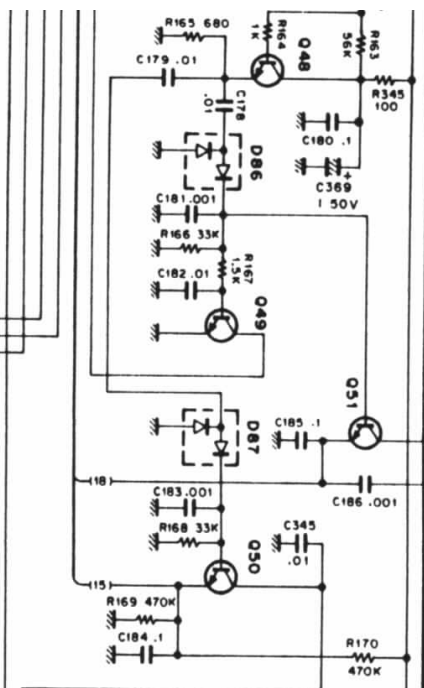 R165 680
R164
1K
Q48
R163
56K
C179 .01
C178
.01
R345
100
C180 .1
D86
C369
+
1 50V
C181 .001
R166 33K
R167
1.5K
C182 .01
Q49
Q51
D87
C185 .1
(18)
C183 .001
C186 .001
R168 33K
C345
.01
Q50
(15)
R169 470K
C184 .1
R170
470K